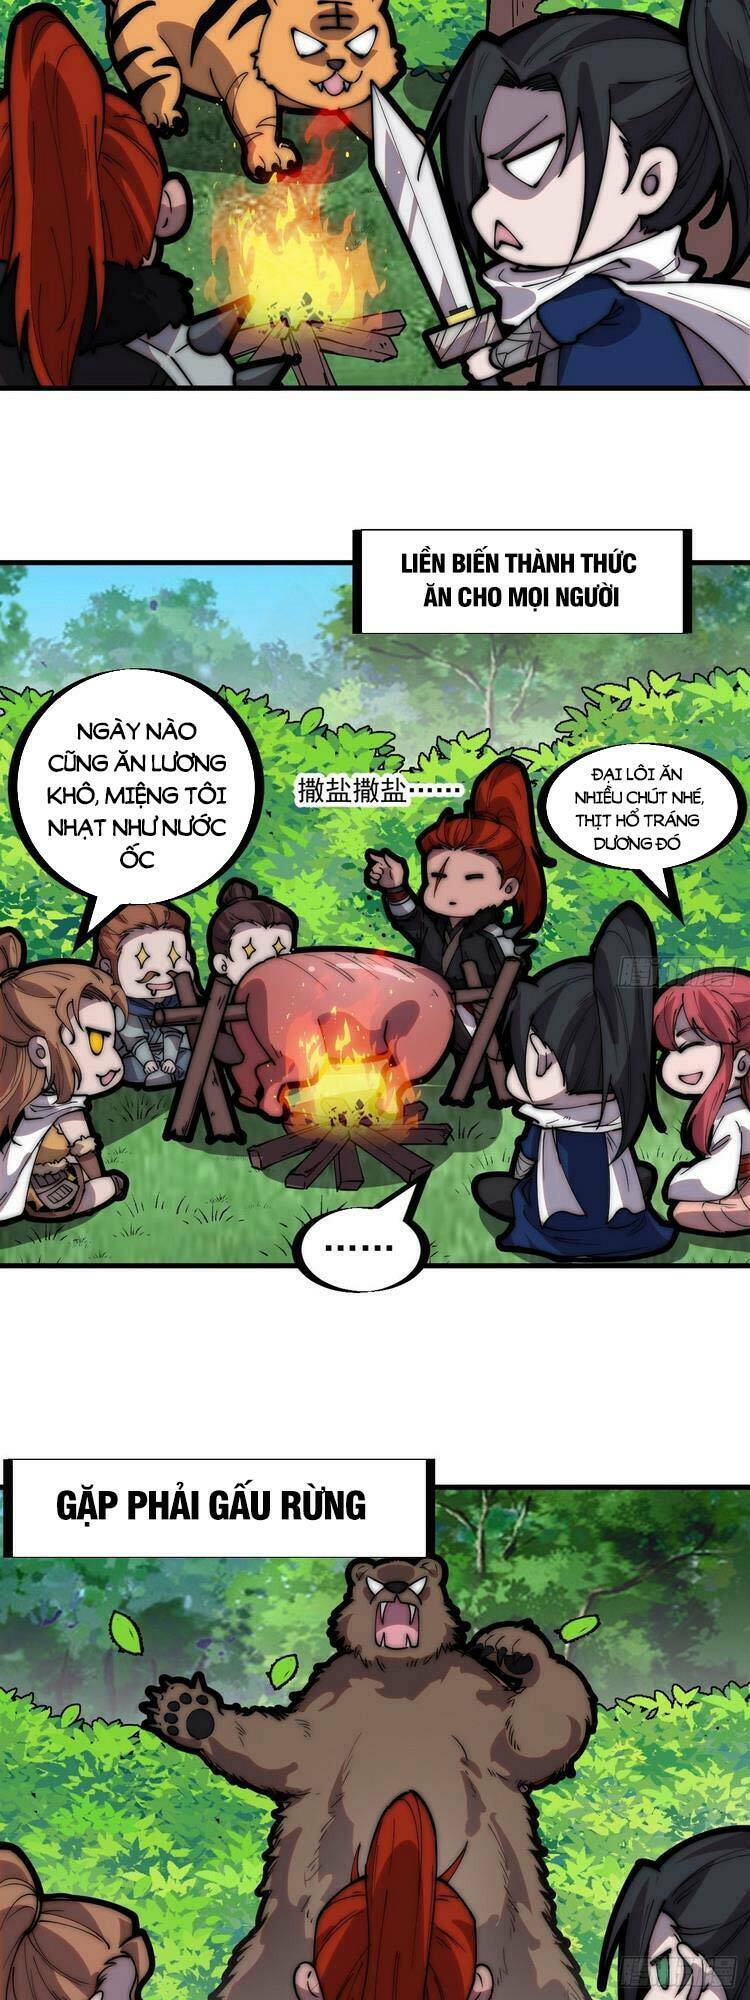 LIỀN BIẾN THÀNH THỨC
ĂN CHO MỌI NGƯỜI
NGÀY NÀO
CŨNG ĂN LƯƠNG
KHÔ, MIỆNG TÔI
NHẠT NHƯ NƯỚC
ỐC
撒盐撒盐……
ĐẠI LÔI ĂN
NHIỀU CHÚT NHÉ,
THỊT HỔ TRÁNG
DƯƠNG ĐÓ
......
GẶP PHẢI GẤU RỪNG